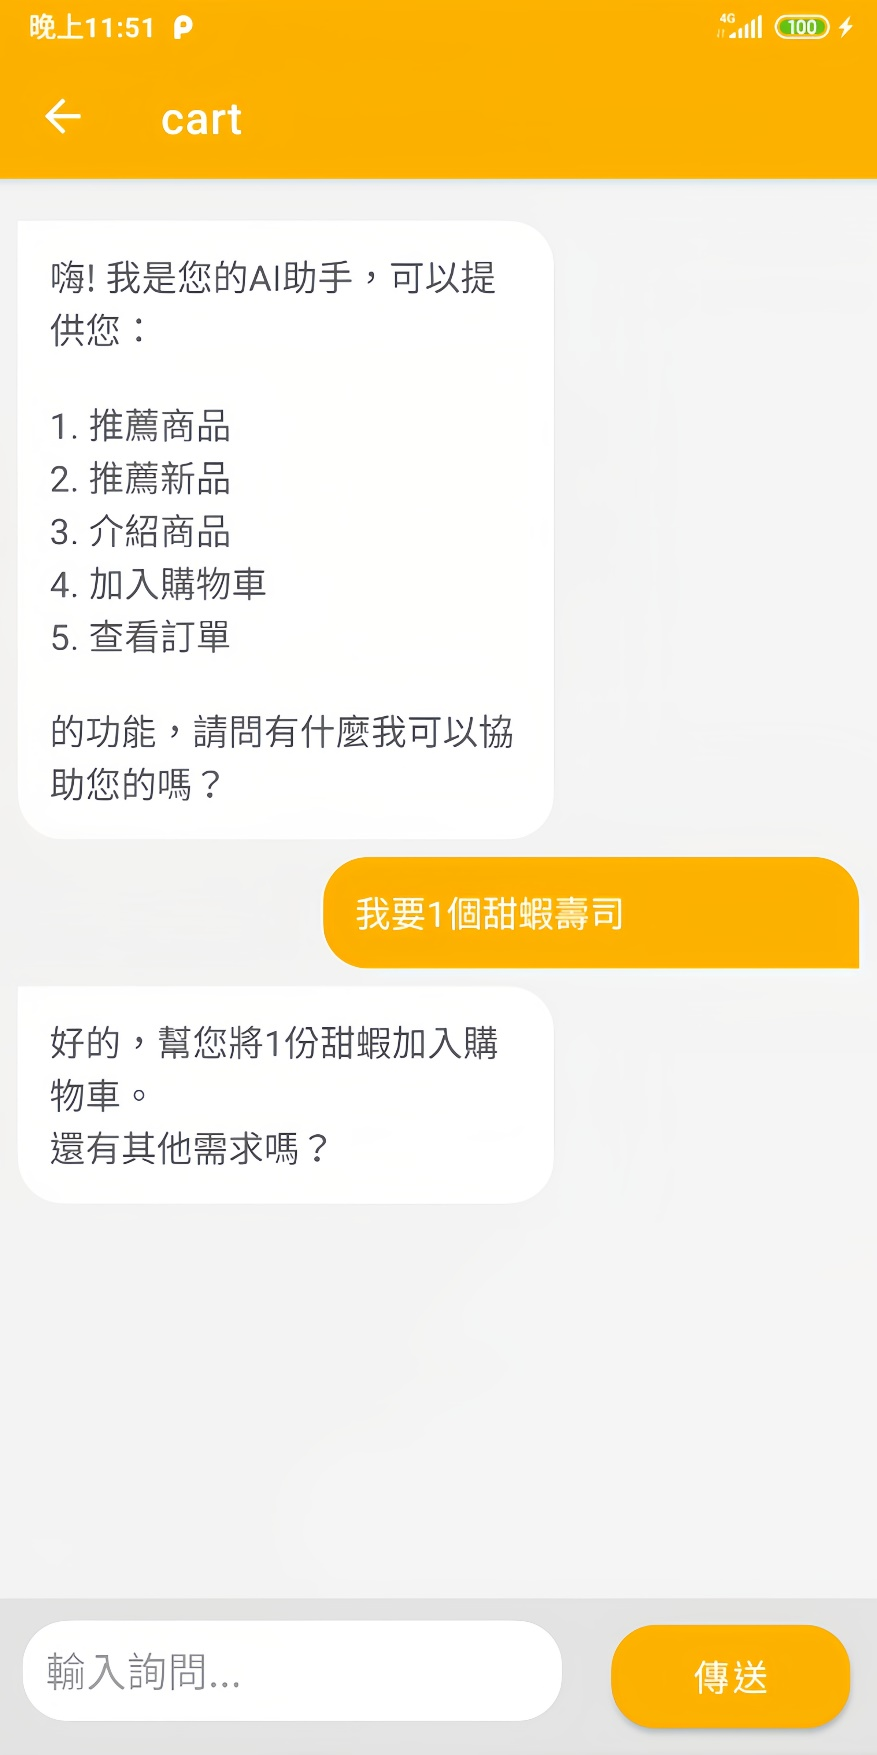 晚上11:51
4G
100
cart
嗨! 我是您的AI助手，可以提
供您：
1. 推薦商品
2. 推薦新品
3. 介紹商品
4. 加入購物車
5. 查看訂單
的功能，請問有什麼我可以協
助您的嗎？
我要1個甜蝦壽司
好的，幫您將1份甜蝦加入購
物車。
還有其他需求嗎？
輸入詢問...
傳送